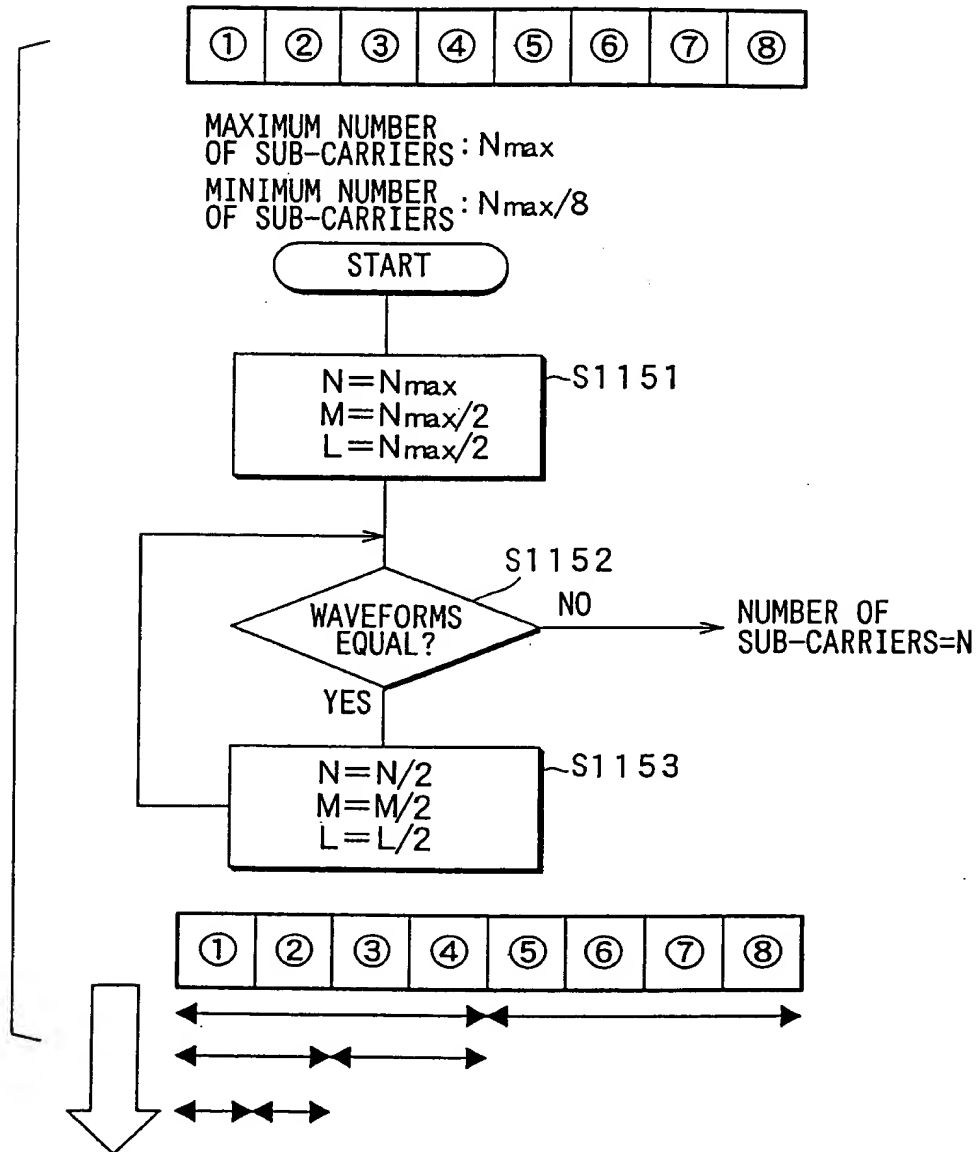 ① ② ③ ④ ⑤ ⑥ ⑦ ⑧
MAXIMUM NUMBER
OF SUB-CARRIERS : Nmax
MINIMUM NUMBER
OF SUB-CARRIERS : Nmax/8
START
S1151
N=Nmax
M=Nmax/2
L=Nmax/2
S1152
WAVEFORMS
EQUAL?
NO
NUMBER OF
SUB-CARRIERS=N
YES
S1153
N=N/2
M=M/2
L=L/2
① ② ③ ④ ⑤ ⑥ ⑦ ⑧